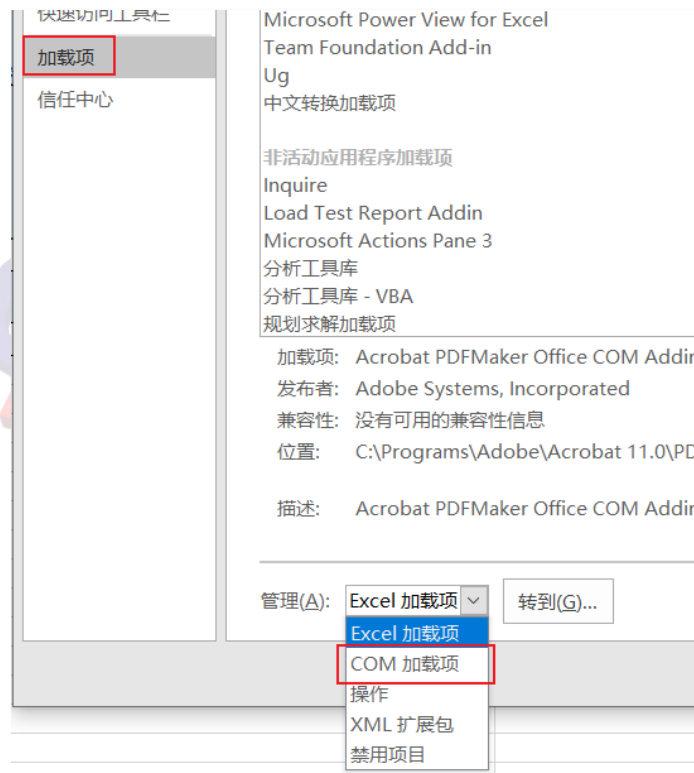 快速访问工具栏
加载项
信任中心
Microsoft Power View for Excel
Team Foundation Add-in
Ug
中文转换加载项
非活动应用程序加载项
Inquire
Load Test Report Addin
Microsoft Actions Pane 3
分析工具库
分析工具库 - VBA
规划求解加载项
加载项: Acrobat PDFMaker Office COM Addin
发布者: Adobe Systems, Incorporated
兼容性: 没有可用的兼容性信息
位置: C:\Programs\Adobe\Acrobat 11.0\PD
描述: Acrobat PDFMaker Office COM Addin
管理(A): Excel 加载项 转到(G)...
Excel 加载项
COM 加载项
操作
XML 扩展包
禁用项目